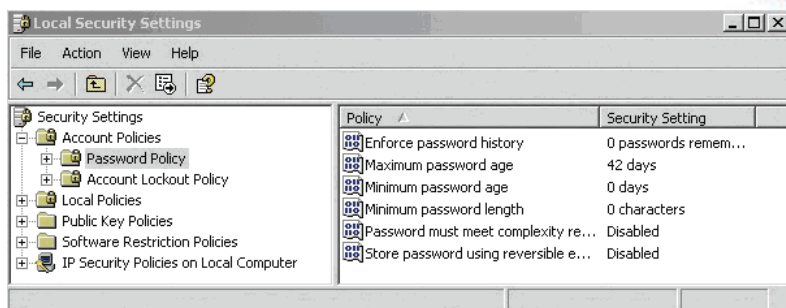 Local Security Settings
File Action View Help
Security Settings
Account Policies
Password Policy
Account Lockout Policy
Local Policies
Public Key Policies
Software Restriction Policies
IP Security Policies on Local Computer
Policy Security Setting
Enforce password history 0 passwords remem...
Maximum password age 42 days
Minimum password age 0 days
Minimum password length 0 characters
Password must meet complexity re... Disabled
Store password using reversible e... Disabled